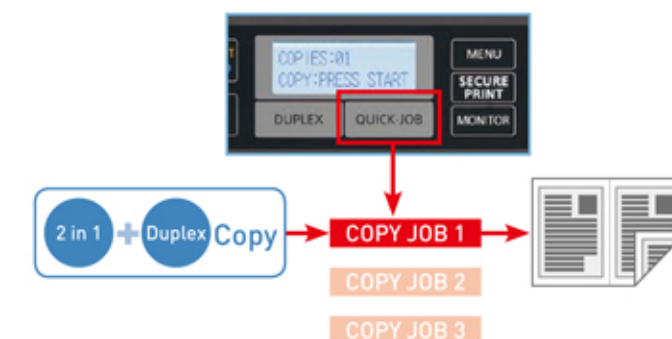 COPIES:01
COPY:PRESS START
MENU
SECURE
PRINT
DUPLEX
QUICK-JOB
MONITOR
2 in 1 + Duplex Copy
COPY JOB 1
COPY JOB 2
COPY JOB 3